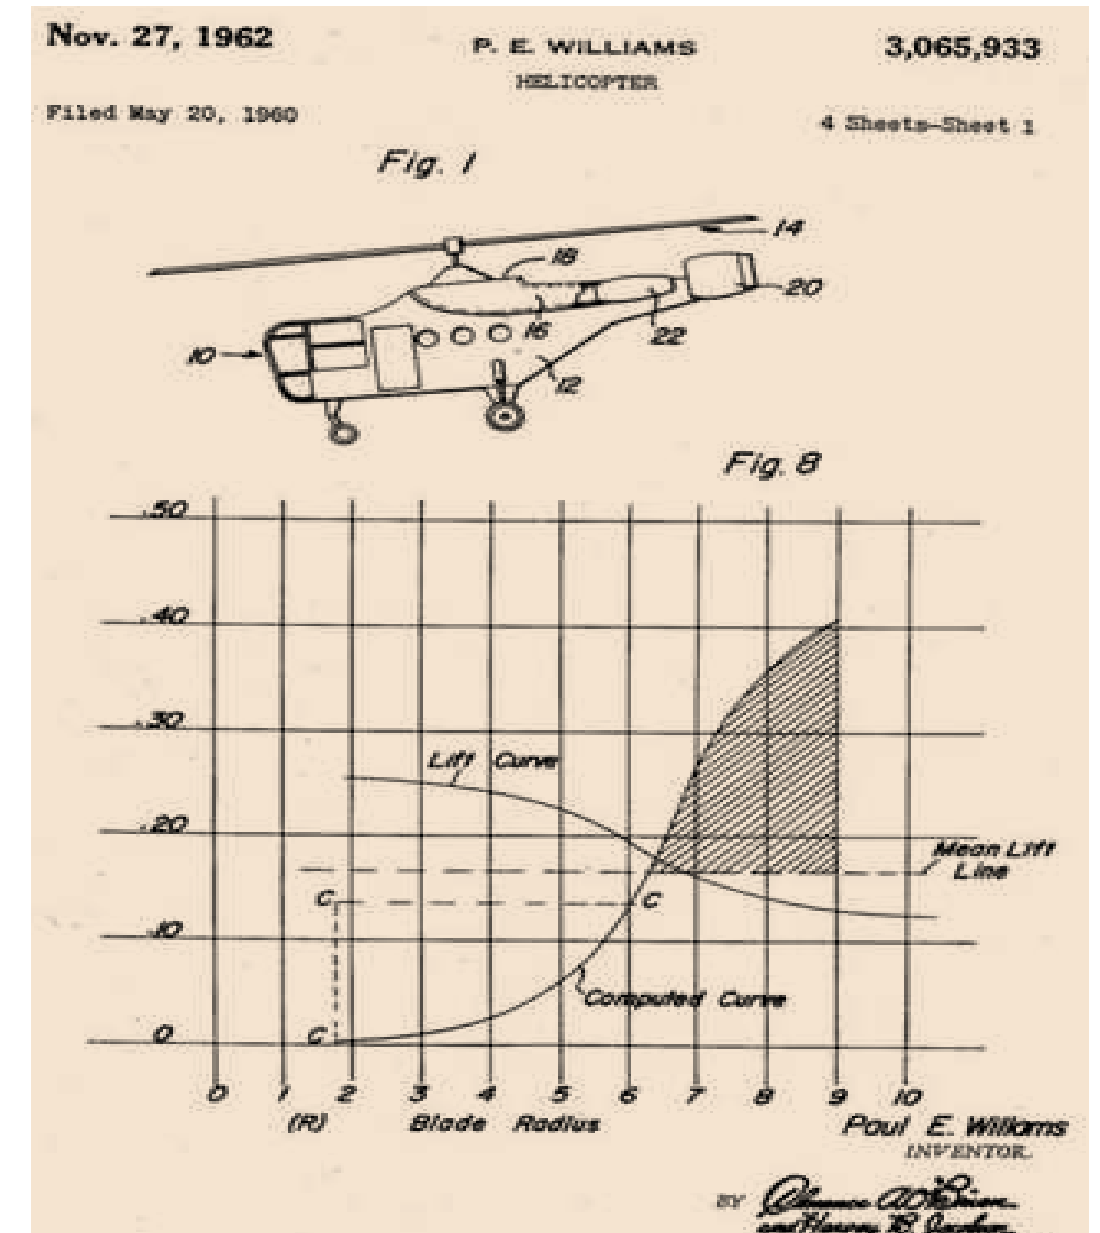 Nov. 27, 1962
P. E. WILLIAMS
3,065,933
HELICOPTER
Filed May 20, 1960
4 Sheets-Sheet 1
Fig. 1
14
18
20
10
16
22
12
Fig. 8
.50
.40
.30
Lift Curve
.20
Mean Lift
Line
C
C
.10
Computed Curve
0
C
0 1 2 3 4 5 6 7 8 9 10
(R) Blade Radius
Paul E. Williams
INVENTOR.
BY